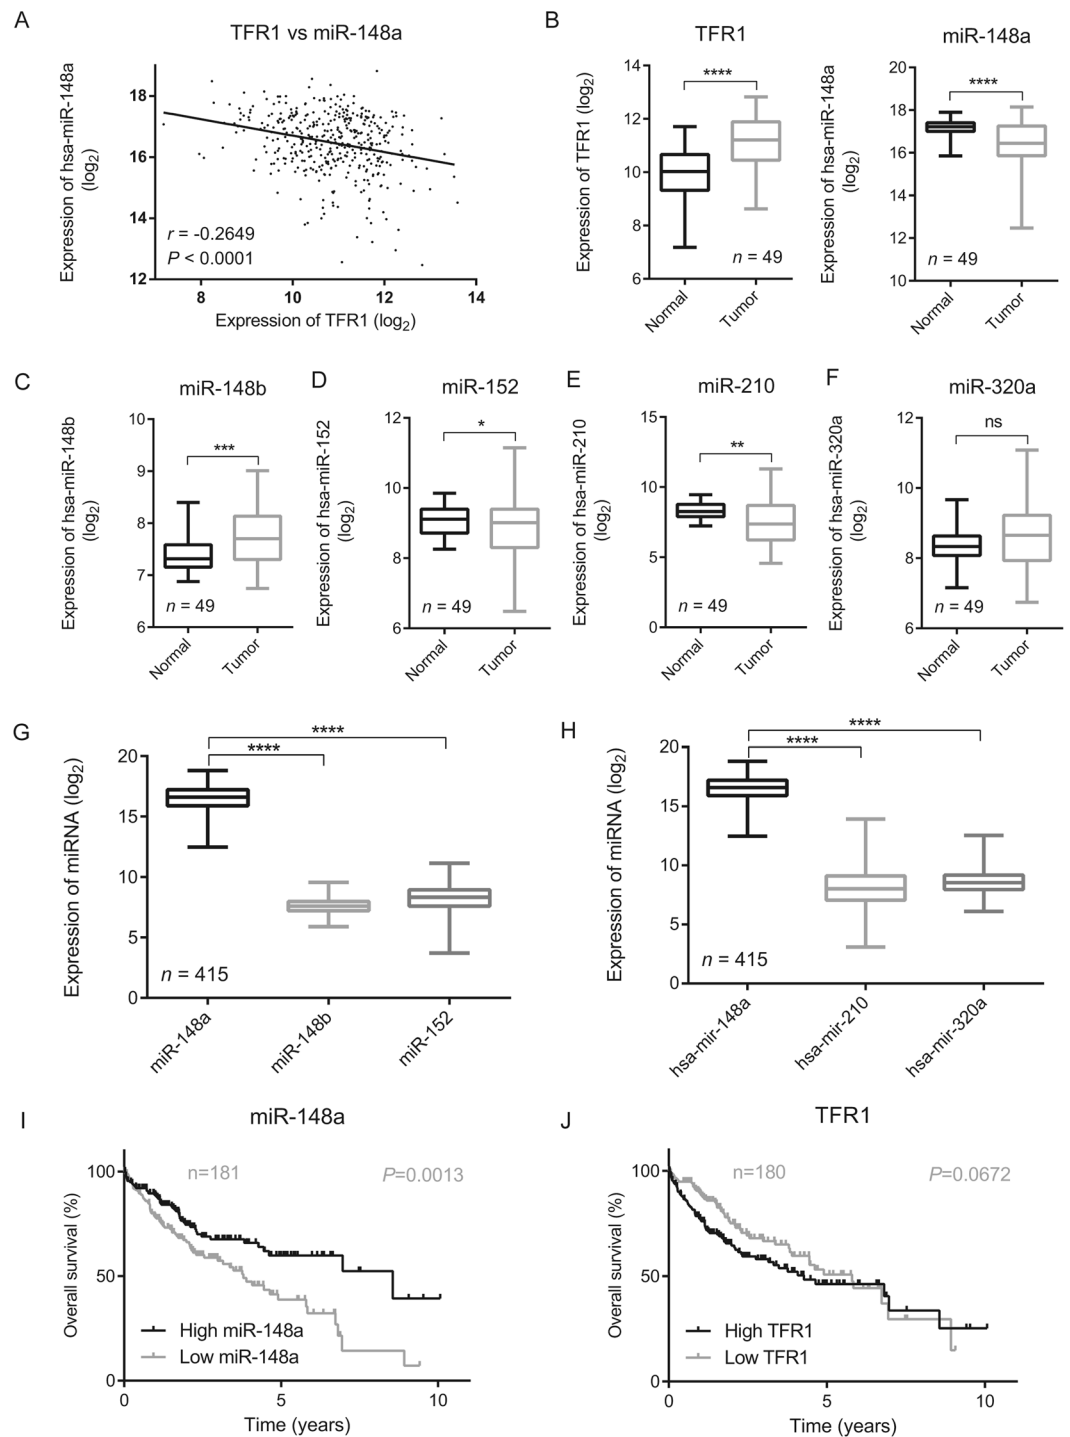 A
TFR1 vs miR-148a
Expression of hsa-miR-148a
(log2)
18
16
14
12
r = -0.2649
P < 0.0001
8
10
12
14
Expression of TFR1 (log2)
B
TFR1
Expression of TFR1 (log2)
14
12
10
8
6
****
n = 49
Normal
Tumor
miR-148a
Expression of hsa-miR-148a
(log2)
20
18
16
14
12
10
****
n = 49
Normal
Tumor
C
miR-148b
Expression of hsa-miR-148b
(log2)
10
9
8
7
6
***
n = 49
Normal
Tumor
D
miR-152
Expression of hsa-miR-152
(log2)
12
10
8
6
*
n = 49
Normal
Tumor
E
miR-210
Expression of hsa-miR-210
(log2)
15
10
5
0
**
n = 49
Normal
Tumor
F
miR-320a
Expression of hsa-miR-320a
(log2)
12
10
8
6
ns
n = 49
Normal
Tumor
G
Expression of miRNA (log2)
20
15
10
5
0
****
****
n = 415
miR-148a
miR-148b
miR-152
H
Expression of miRNA (log2)
20
15
10
5
0
****
****
n = 415
hsa-mir-148a
hsa-mir-210
hsa-mir-320a
I
miR-148a
Overall survival (%)
100
50
0
n=181
P=0.0013
High miR-148a
Low miR-148a
0
5
10
Time (years)
J
TFR1
Overall survival (%)
100
50
0
n=180
P=0.0672
High TFR1
Low TFR1
0
5
10
Time (years)